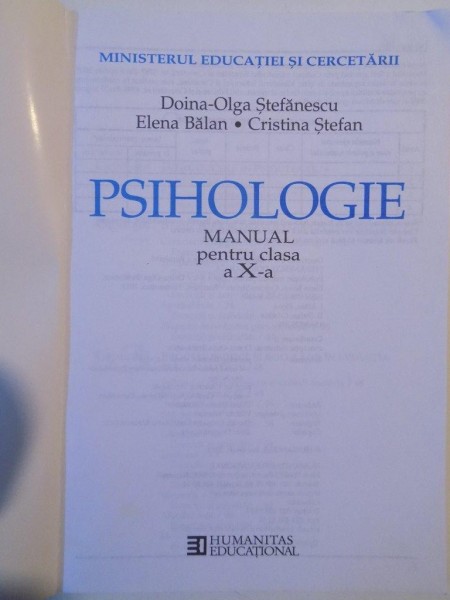 MINISTERUL EDUCAȚIEI ȘI CERCETĂRII
Doina-Olga Ștefănescu
Elena Bălan • Cristina Ștefan
PSIHOLOGIE
MANUAL
pentru clasa
a X-a
HUMANITAS
EDUCAȚIONAL